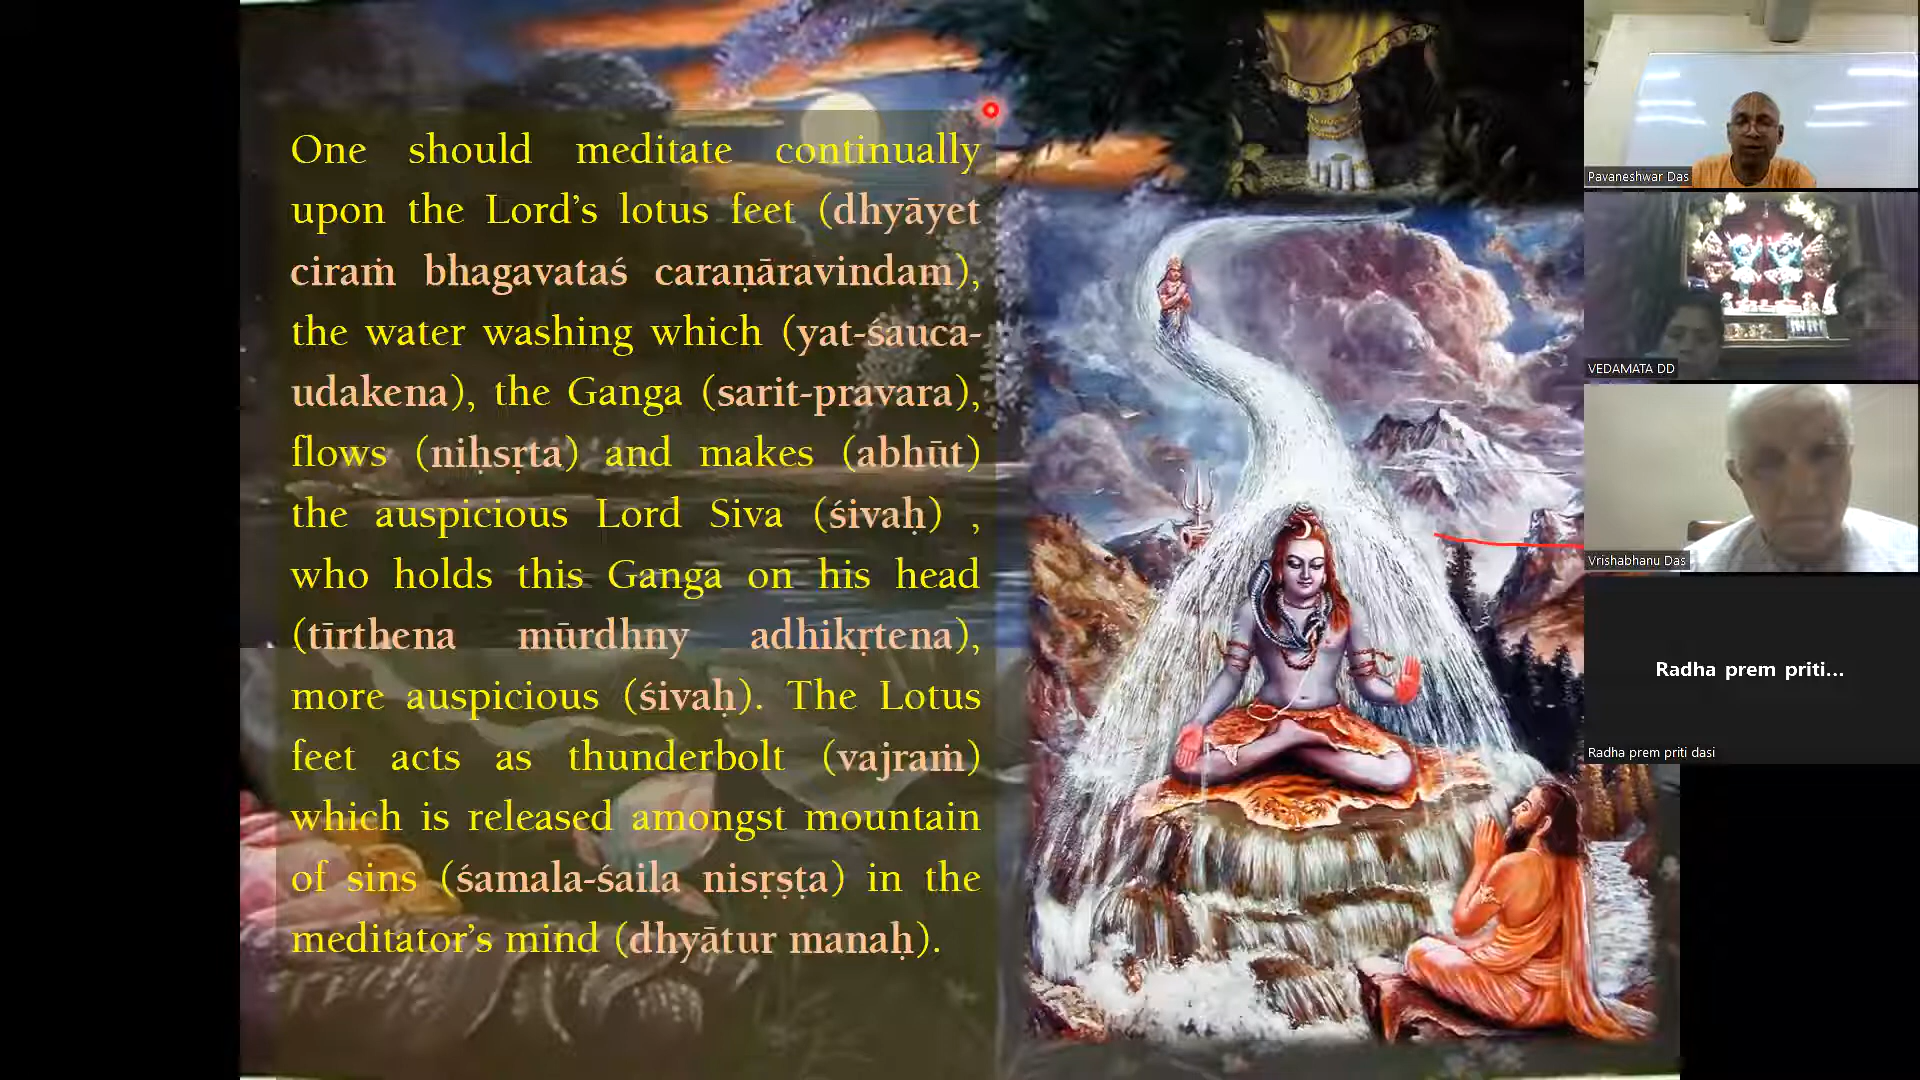 One should meditate continually
upon the Lord’s lotus feet (dhyāyet
ciraṁ bhagavataś caraṇāravindam),
the water washing which (yat-śauca-
udakena), the Ganga (sarit-pravara),
flows (niḥsṛta) and makes (abhūt)
the auspicious Lord Siva (śivaḥ) ,
who holds this Ganga on his head
(tīrthena mūrdhny adhikṛtena),
more auspicious (śivaḥ). The Lotus
feet acts as thunderbolt (vajraṁ)
which is released amongst mountain
of sins (śamala-śaila nisṛṣṭa) in the
meditator’s mind (dhyātur manaḥ).
Pavaneshwar Das
VEDAMATA DD
Vrishabhanu Das
Radha prem priti...
Radha prem priti dasi